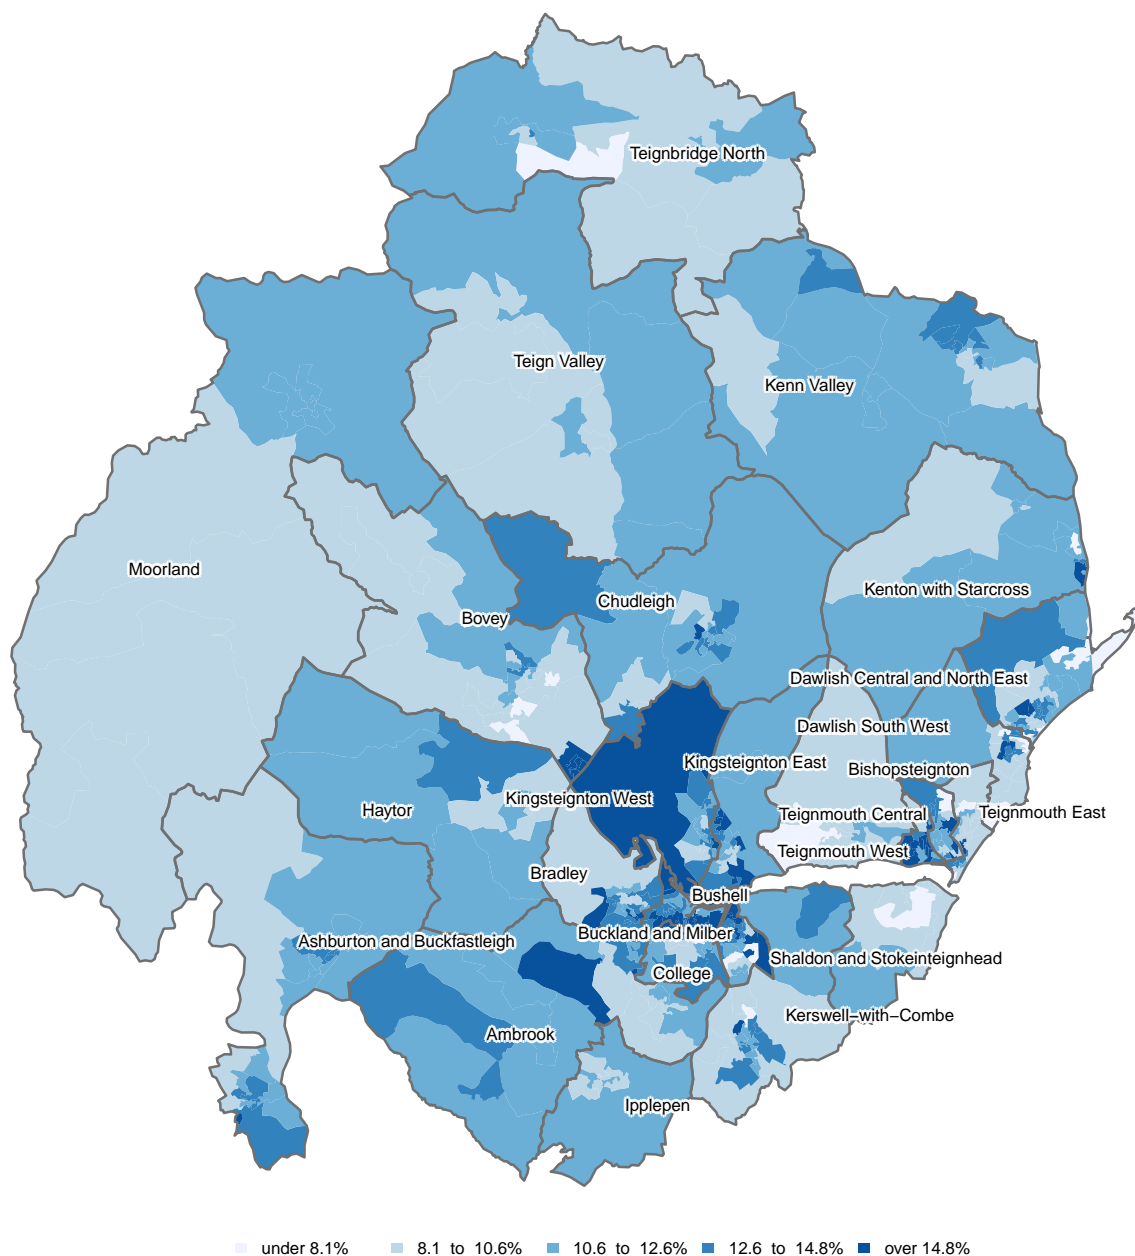 Teignbridge North
Teign Valley
Kenn Valley
Moorland
Kenton with Starcross
Chudleigh
Bovey
Dawlish Central and North East
Dawlish South West
Kingsteignton East
Bishopsteignton
Kingsteignton West
Haytor
Teignmouth Central
Teignmouth East
Teignmouth West
Bradley
Bushell
Buckland and Milber
Ashburton and Buckfastleigh
Shaldon and Stokeinteignhead
College
Kerswell−with−Combe
Ambrook
Ipplepen
under 8.1% 8.1 to 10.6% 10.6 to 12.6% 12.6 to 14.8% over 14.8%